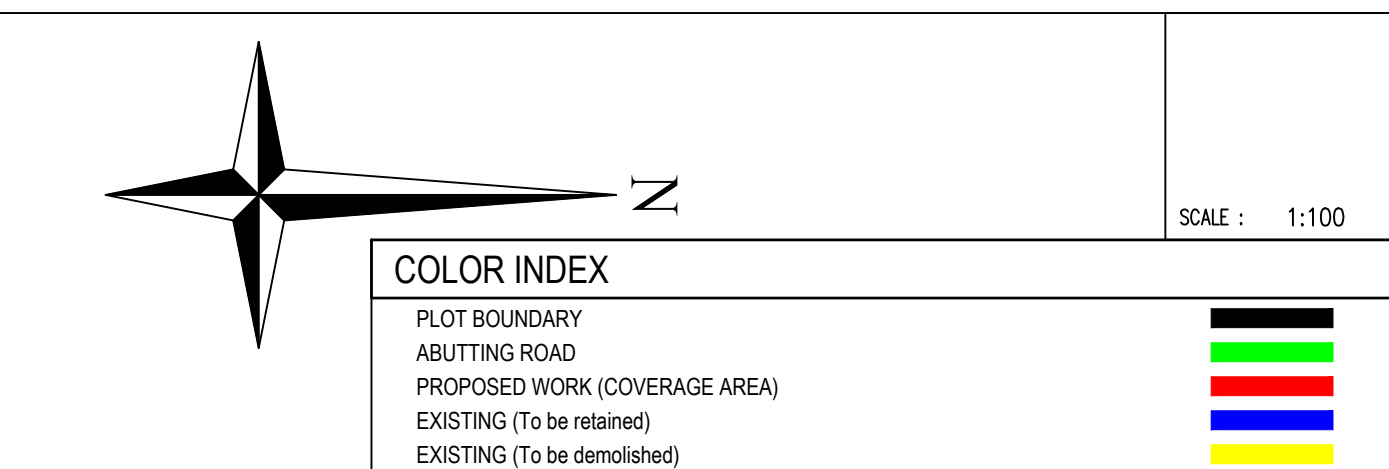 N
SCALE : 1:100
COLOR INDEX
PLOT BOUNDARY
ABUTTING ROAD
PROPOSED WORK (COVERAGE AREA)
EXISTING (To be retained)
EXISTING (To be demolished)